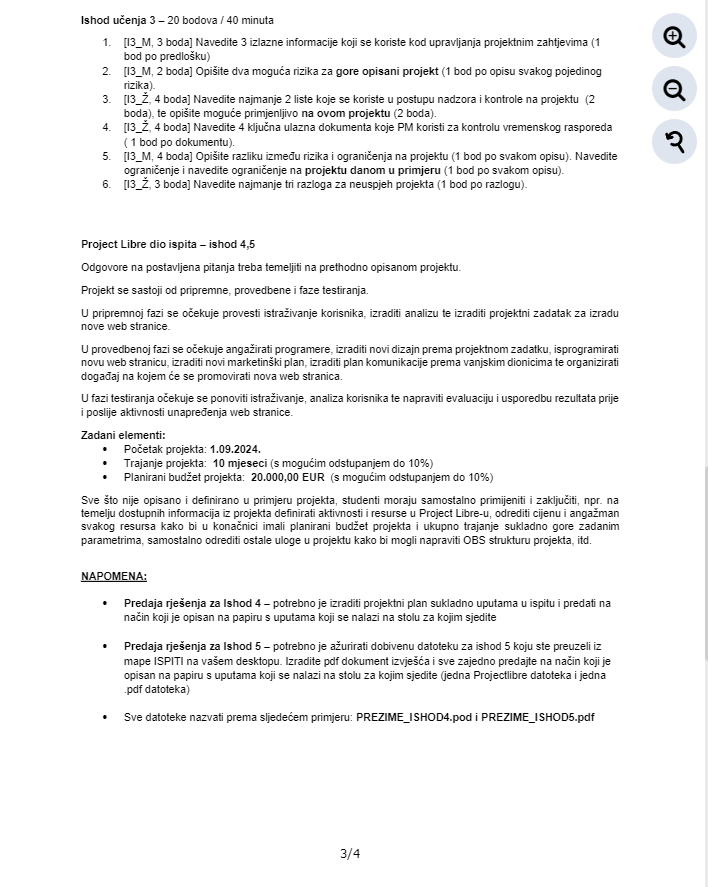 Ishod učenja 3 – 20 bodova / 40 minuta
1. [I3_M, 3 boda] Navedite 3 izlazne informacije koji se koriste kod upravljanja projektnim zahtjevima (1
bod po predlošku)
2. [I3_M, 2 boda] Opišite dva moguća rizika za gore opisani projekt (1 bod po opisu svakog pojedinog
rizika).
3. [I3_Ž, 4 boda] Navedite najmanje 2 liste koje se koriste u postupu nadzora i kontrole na projektu (2
boda), te opišite moguće primjenljivo na ovom projektu (2 boda).
4. [I3_Ž, 4 boda] Navedite 4 ključna ulazna dokumenta koje PM koristi za kontrolu vremenskog rasporeda
( 1 bod po dokumentu).
5. [I3_M, 4 boda] Opišite razliku između rizika i ograničenja na projektu (1 bod po svakom opisu). Navedite
ograničenje i navedite ograničenje na projektu danom u primjeru (1 bod po svakom opisu).
6. [I3_Ž, 3 boda] Navedite najmanje tri razloga za neuspjeh projekta (1 bod po razlogu).
Project Libre dio ispita – ishod 4,5
Odgovore na postavljena pitanja treba temeljiti na prethodno opisanom projektu.
Projekt se sastoji od pripremne, provedbene i faze testiranja.
U pripremnoj fazi se očekuje provesti istraživanje korisnika, izraditi analizu te izraditi projektni zadatak za izradu
nove web stranice.
U provedbenoj fazi se očekuje angažirati programere, izraditi novi dizajn prema projektnom zadatku, isprogramirati
novu web stranicu, izraditi novi marketinški plan, izraditi plan komunikacije prema vanjskim dionicima te organizirati
događaj na kojem će se promovirati nova web stranica.
U fazi testiranja očekuje se ponoviti istraživanje, analiza korisnika te napraviti evaluaciju i usporedbu rezultata prije
i poslije aktivnosti unapređenja web stranice.
Zadani elementi:
• Početak projekta: 1.09.2024.
• Trajanje projekta: 10 mjeseci (s mogućim odstupanjem do 10%)
• Planirani budžet projekta: 20.000,00 EUR (s mogućim odstupanjem do 10%)
Sve što nije opisano i definirano u primjeru projekta, studenti moraju samostalno primijeniti i zaključiti, npr. na
temelju dostupnih informacija iz projekta definirati aktivnosti i resurse u Project Libre-u, odrediti cijenu i angažman
svakog resursa kako bi u konačnici imali planirani budžet projekta i ukupno trajanje sukladno gore zadanim
parametrima, samostalno odrediti ostale uloge u projektu kako bi mogli napraviti OBS strukturu projekta, itd.
NAPOMENA:
• Predaja rješenja za Ishod 4 – potrebno je izraditi projektni plan sukladno uputama u ispitu i predati na
način koji je opisan na papiru s uputama koji se nalazi na stolu za kojim sjedite
• Predaja rješenja za Ishod 5 – potrebno je ažurirati dobivenu datoteku za ishod 5 koju ste preuzeli iz
mape ISPITI na vašem desktopu. Izradite pdf dokument izvješća i sve zajedno predajte na način koji je
opisan na papiru s uputama koji se nalazi na stolu za kojim sjedite (jedna Projectlibre datoteka i jedna
.pdf datoteka)
• Sve datoteke nazvati prema sljedećem primjeru: PREZIME_ISHOD4.pod i PREZIME_ISHOD5.pdf
3/4